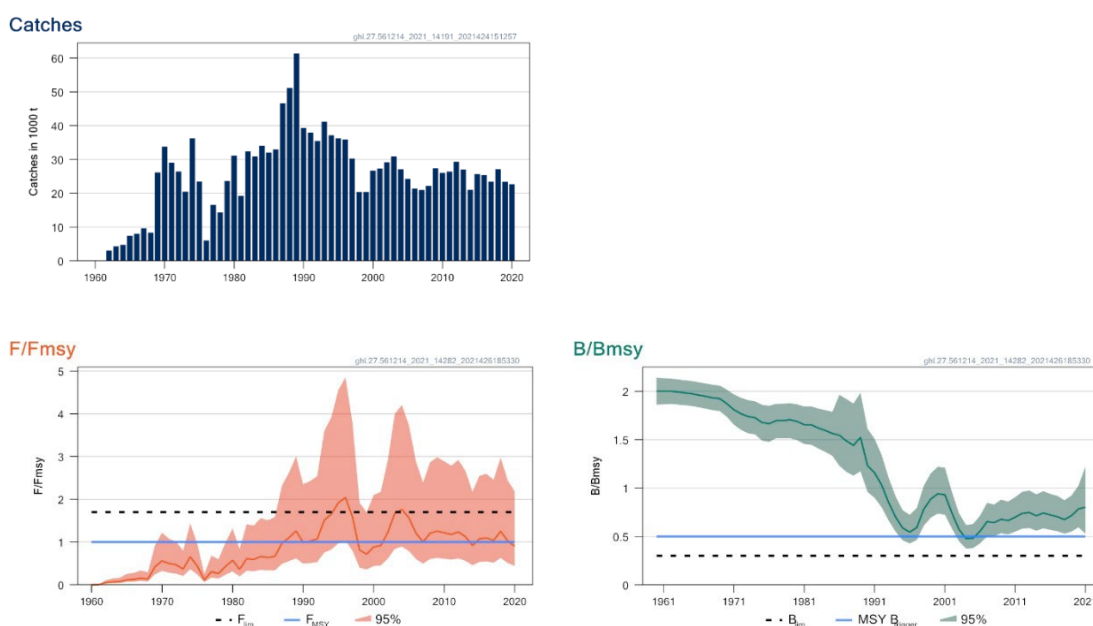 Catches
ghl.27.561214_2021_14191_2021424151257
Catches in 1000 t
60
50
40
30
20
10
0
1960 1970 1980 1990 2000 2010 2020
F/Fmsy
ghl.27.561214_2021_14282_2021426185330
F/Fmsy
5
4
3
2
1
0
1960 1970 1980 1990 2000 2010 2020
F FMSY 95%
B/Bmsy
ghl.27.561214_2021_14282_2021426185330
B/Bmsy
2
1.5
1
0.5
0
1961 1971 1981 1991 2001 2011
B MSY B 95%